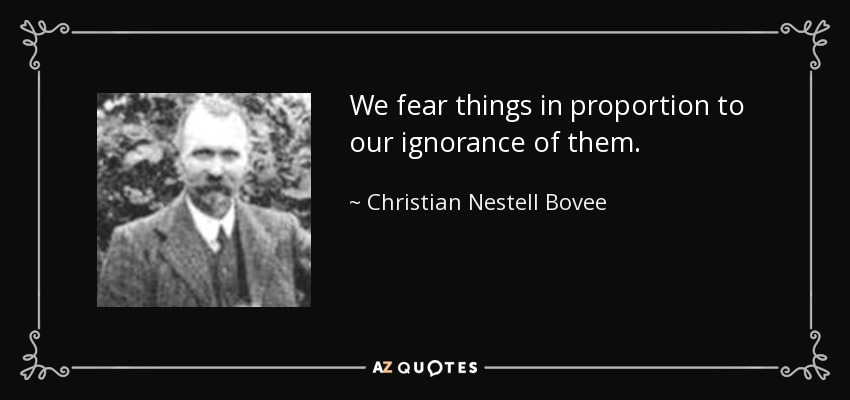 We fear things in proportion to
our ignorance of them.
~ Christian Nestell Bovee
AZ QUOTES